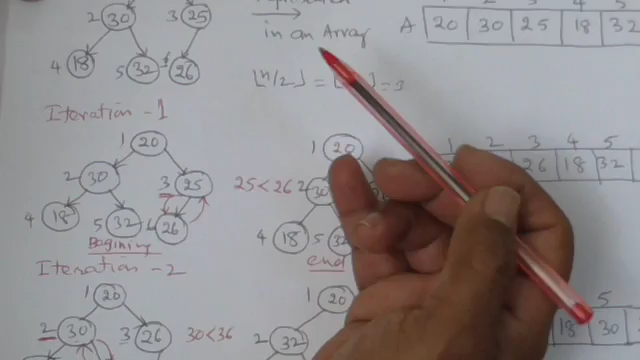 2 30 3 25
in an Array A 20 30 25 18 32
4 18 5 32 26
⌊n/2⌋ = = 3
Iteration - 1
1 20
2 30 3 25
4 18 5 32 6 26
Begining
25 < 26
1 20
2 30
4 18 5 32
end
1 2 3 4 5
26 18 32
Iteration - 2
1 20
2 30 3 26
30 < 36
1 20
2 32
5
18 30